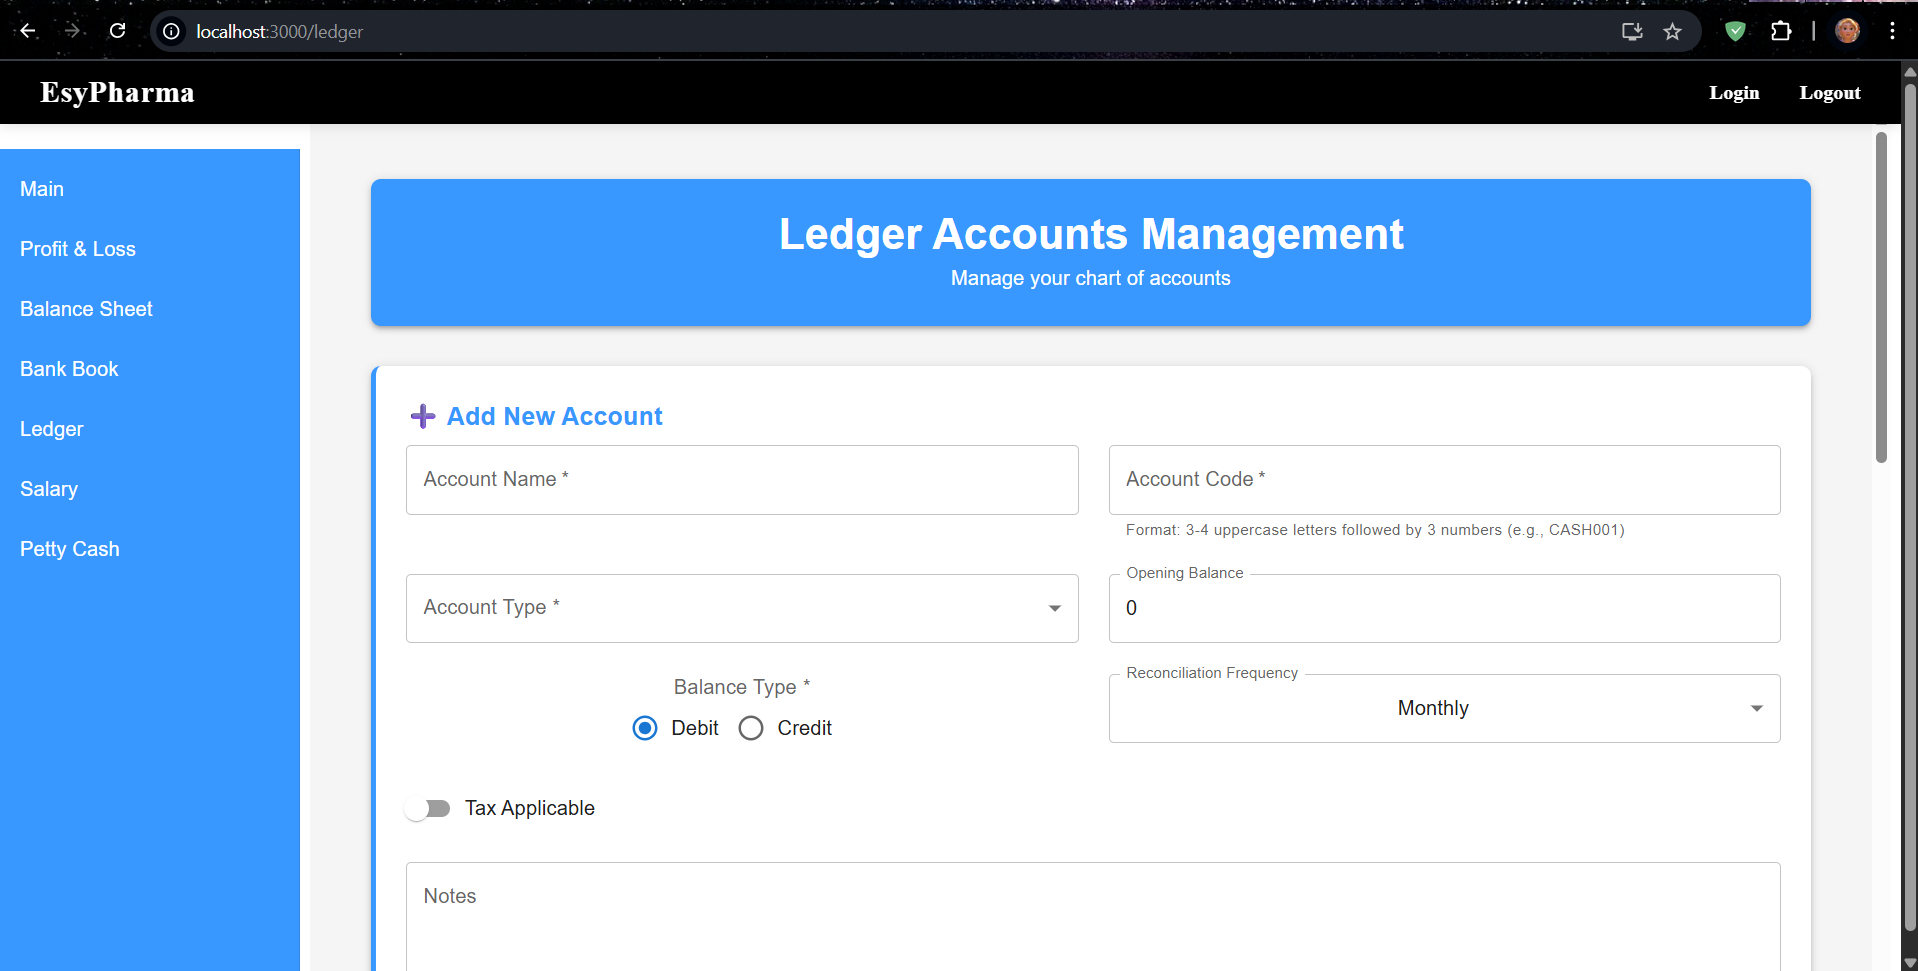 localhost:3000/ledger
EsyPharma
Login
Logout
Main
Profit & Loss
Balance Sheet
Bank Book
Ledger
Salary
Petty Cash
Ledger Accounts Management
Manage your chart of accounts
Add New Account
Account Name *
Account Code *
Format: 3-4 uppercase letters followed by 3 numbers (e.g., CASH001)
Account Type *
Opening Balance
0
Balance Type *
Debit
Credit
Reconciliation Frequency
Monthly
Tax Applicable
Notes